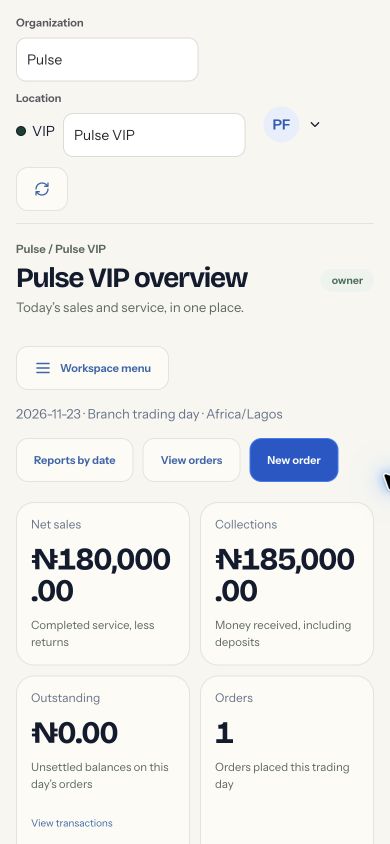 Organization
Pulse
Location
VIP
Pulse VIP
PF
Pulse / Pulse VIP
Pulse VIP overview
owner
Today's sales and service, in one place.
Workspace menu
2026-11-23 · Branch trading day · Africa/Lagos
Reports by date
View orders
New order
Net sales
₦180,000
.00
Completed service, less
returns
Collections
₦185,000
.00
Money received, including
deposits
Outstanding
₦0.00
Unsettled balances on this
day's orders
View transactions
Orders
1
Orders placed this trading
day